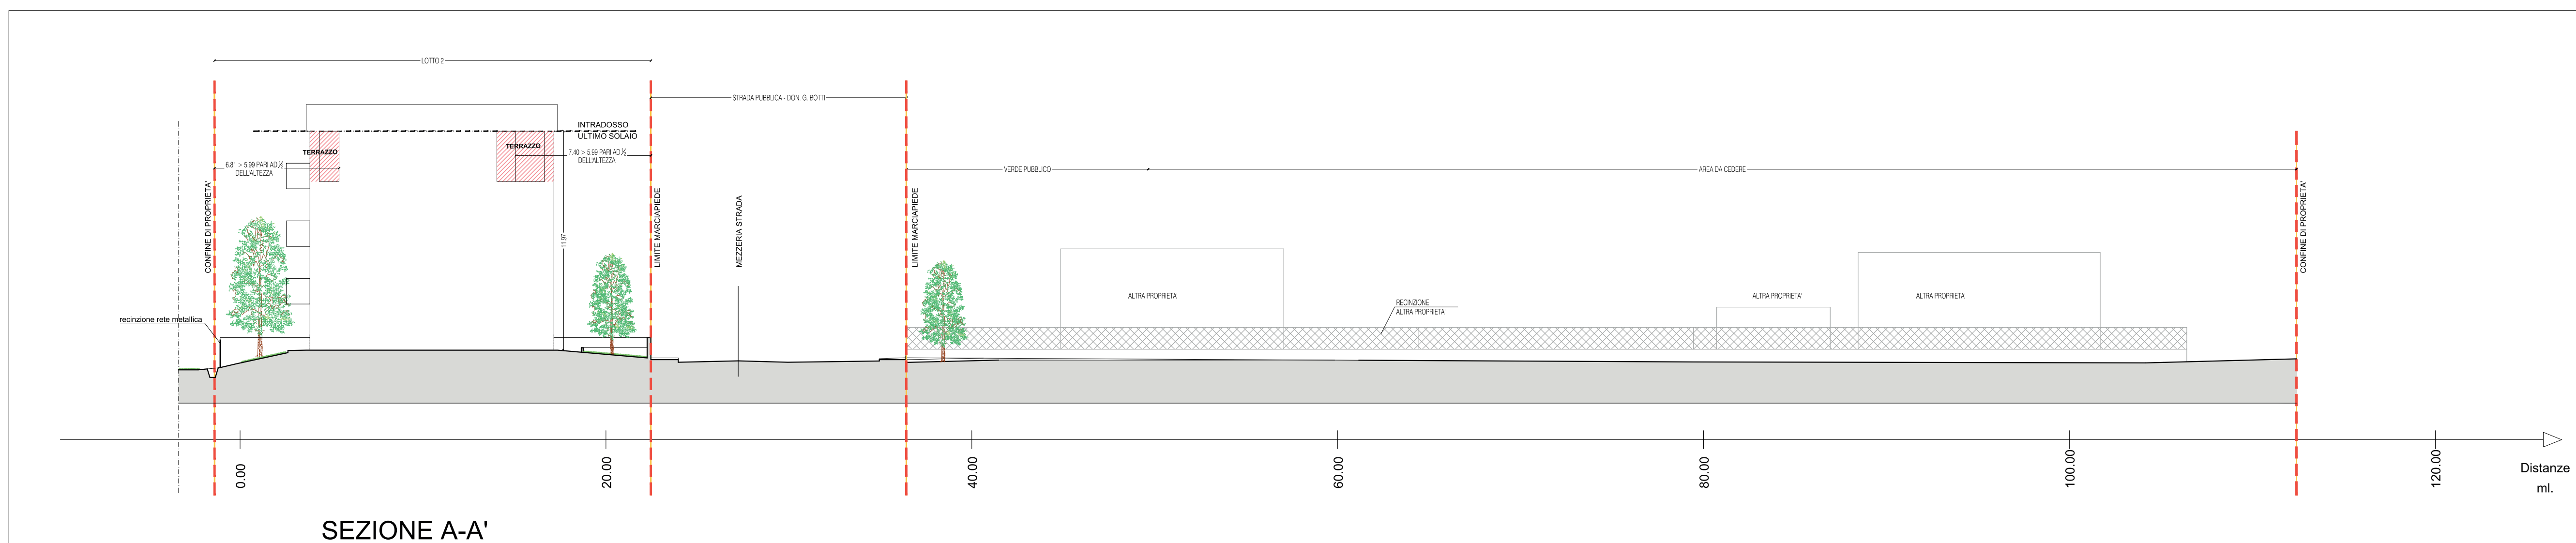 LOTTO 2
STRADA PUBBLICA - DON. G. BOTTI
INTRADOSSO
ULTIMO SOLAIO
TERRAZZO
TERRAZZO
6.81 > 5.99 PARI AD ½
DELL'ALTEZZA
7.40 > 5.99 PARI AD ½
DELL'ALTEZZA
VERDE PUBBLICO
AREA DA CEDERE
CONFINE DI PROPRIETA'
11.97
LIMITE MARCIAPIEDE
MEZZERIA STRADA
LIMITE MARCIAPIEDE
CONFINE DI PROPRIETA'
ALTRA PROPRIETA'
RECINZIONE
ALTRA PROPRIETA'
ALTRA PROPRIETA'
ALTRA PROPRIETA'
recinzione rete metallica
0.00
20.00
40.00
60.00
80.00
100.00
120.00
Distanze
ml.
SEZIONE A-A'